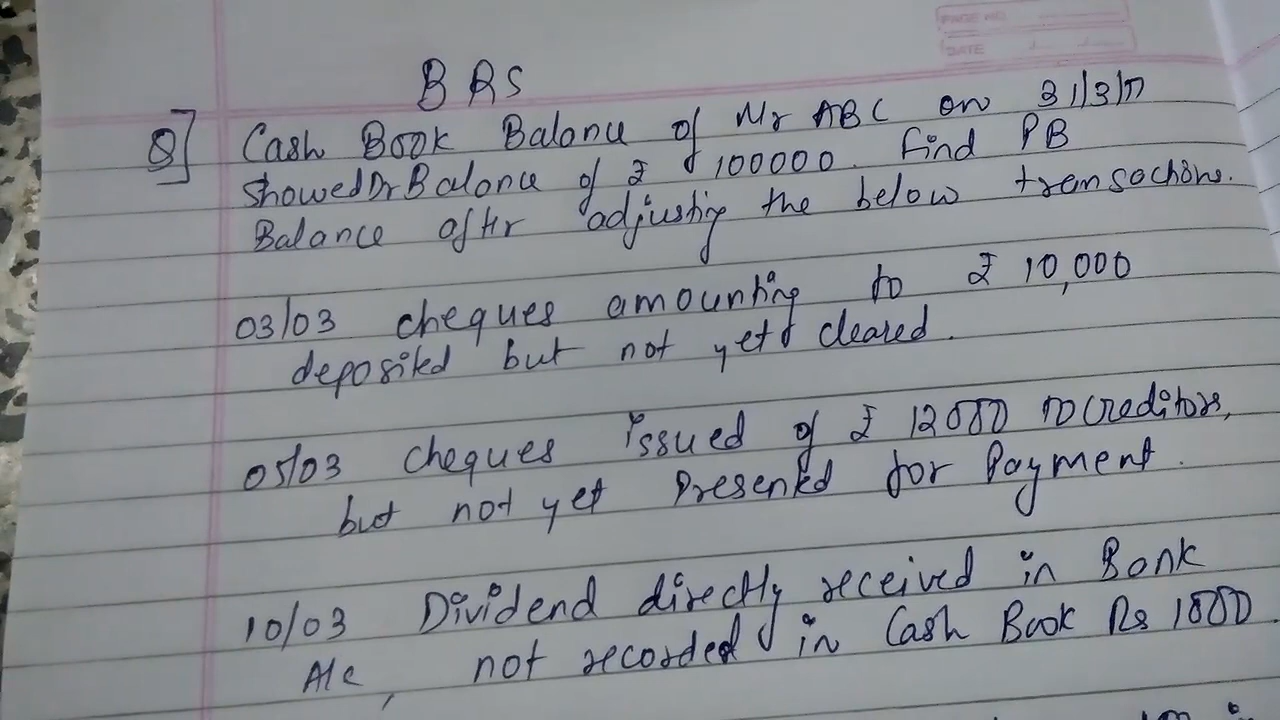 PAGE NO.
DATE
BRS
Q] Cash Book Balance of Mr ABC on 31/3/17
showed Dr Balance of ₹ 100000. Find PB
Balance after adjusting the below transactions.
03/03 cheques amounting to ₹ 10,000
deposited but not yet cleared.
05/03 cheques issued of ₹ 12000 to creditors,
but not yet Presented for Payment.
10/03 Dividend directly received in Bank
A/c, not recorded in Cash Book Rs 1000.